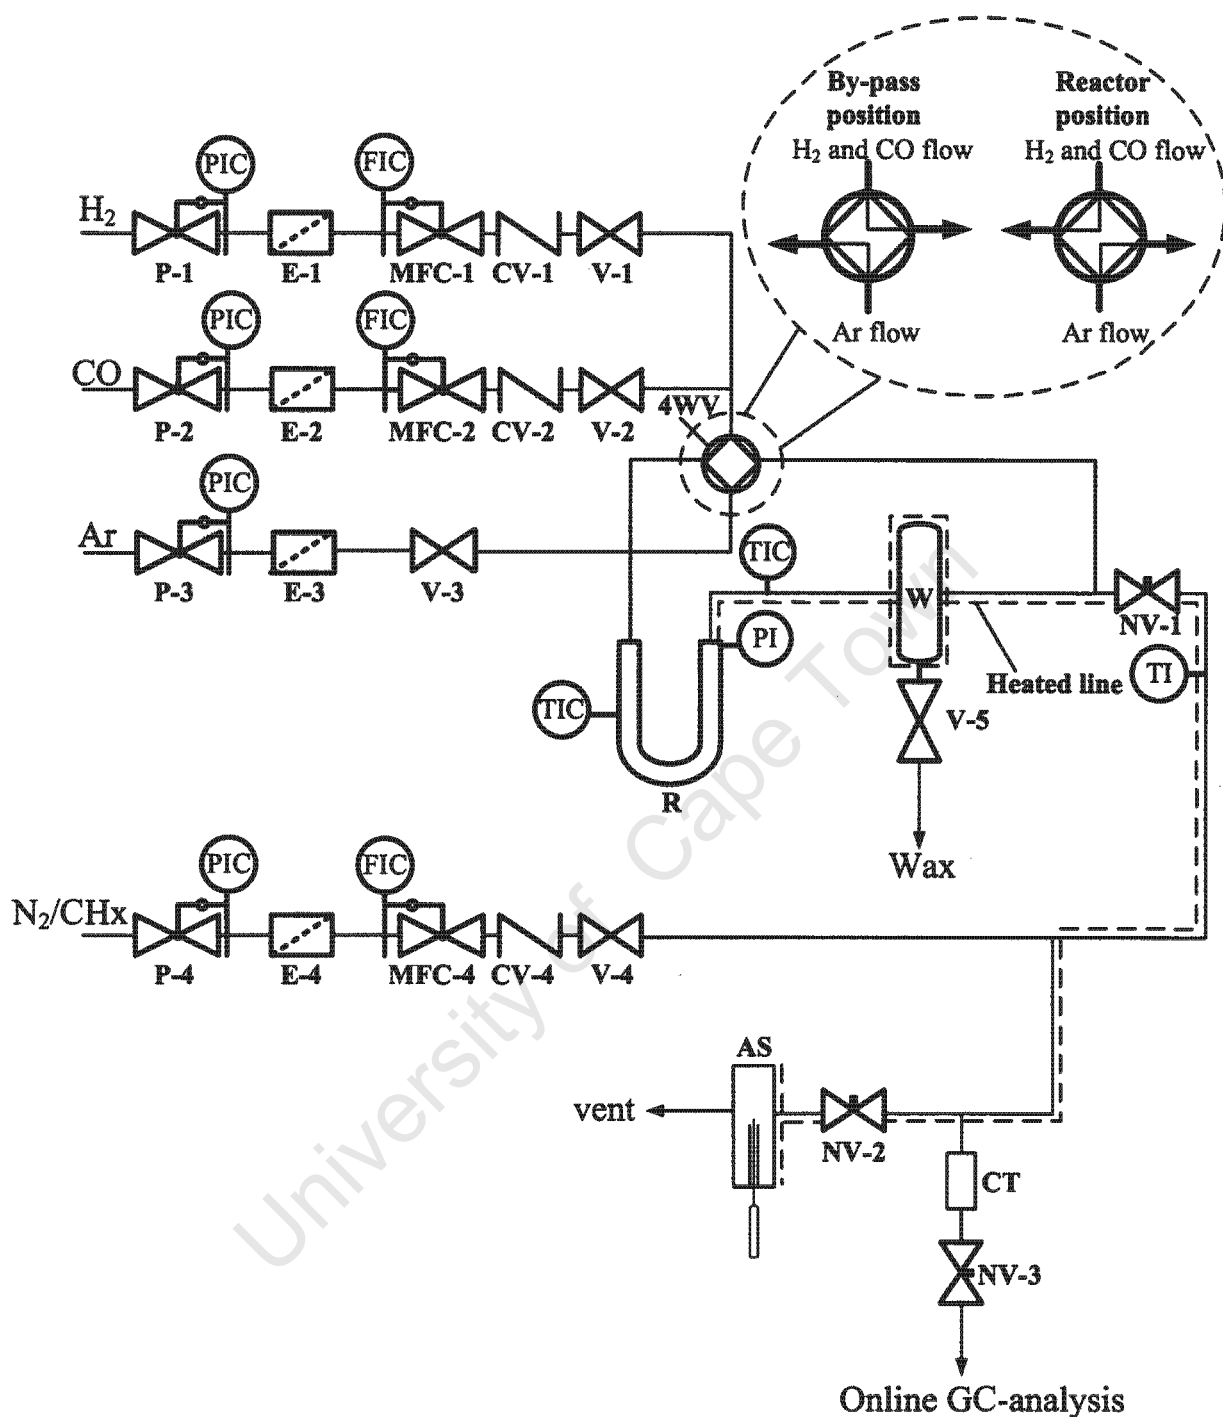 By-pass position
Reactor position
H2 and CO flow
H2 and CO flow
Ar flow
Ar flow
PIC
FIC
H2
P-1
E-1
MFC-1
CV-1
V-1
PIC
FIC
CO
P-2
E-2
MFC-2
CV-2
V-2
4WV
PIC
Ar
P-3
E-3
V-3
TIC
W
NV-1
PI
TI
Heated line
TIC
V-5
R
Wax
PIC
FIC
N2/CHx
P-4
E-4
MFC-4
CV-4
V-4
AS
vent
NV-2
CT
NV-3
Online GC-analysis
University of Cape Town